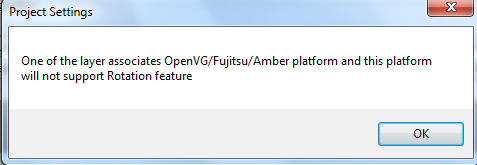 Project Settings
One of the layer associates OpenVG/Fujitsu/Amber platform and this platform
will not support Rotation feature
OK